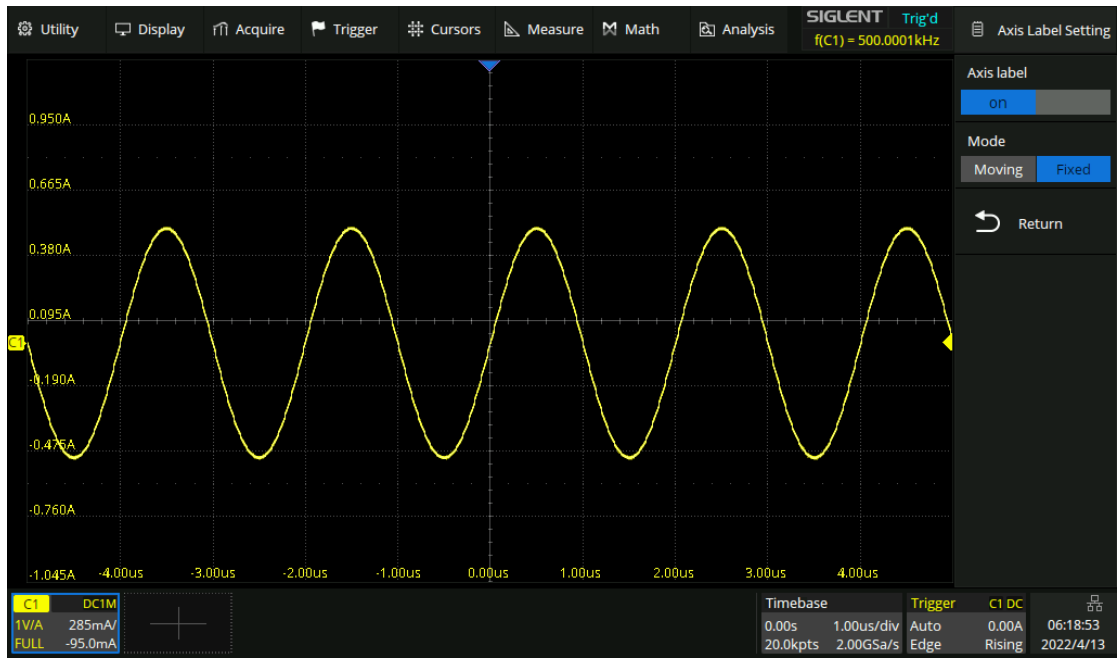 Utility Display Acquire Trigger Cursors Measure Math Analysis
SIGLENT Trig'd
f(C1) = 500.0001kHz
Axis Label Setting
Axis label
on
Mode
Moving Fixed
Return
0.950A
0.665A
0.380A
0.095A
C1
-0.190A
-0.475A
-0.760A
-1.045A -4.00us -3.00us -2.00us -1.00us 0.00us 1.00us 2.00us 3.00us 4.00us
C1 DC1M
1V/A 285mA/
FULL -95.0mA
Timebase
0.00s 1.00us/div
20.0kpts 2.00GSa/s
Trigger C1 DC
Auto 0.00A
Edge Rising
06:18:53
2022/4/13